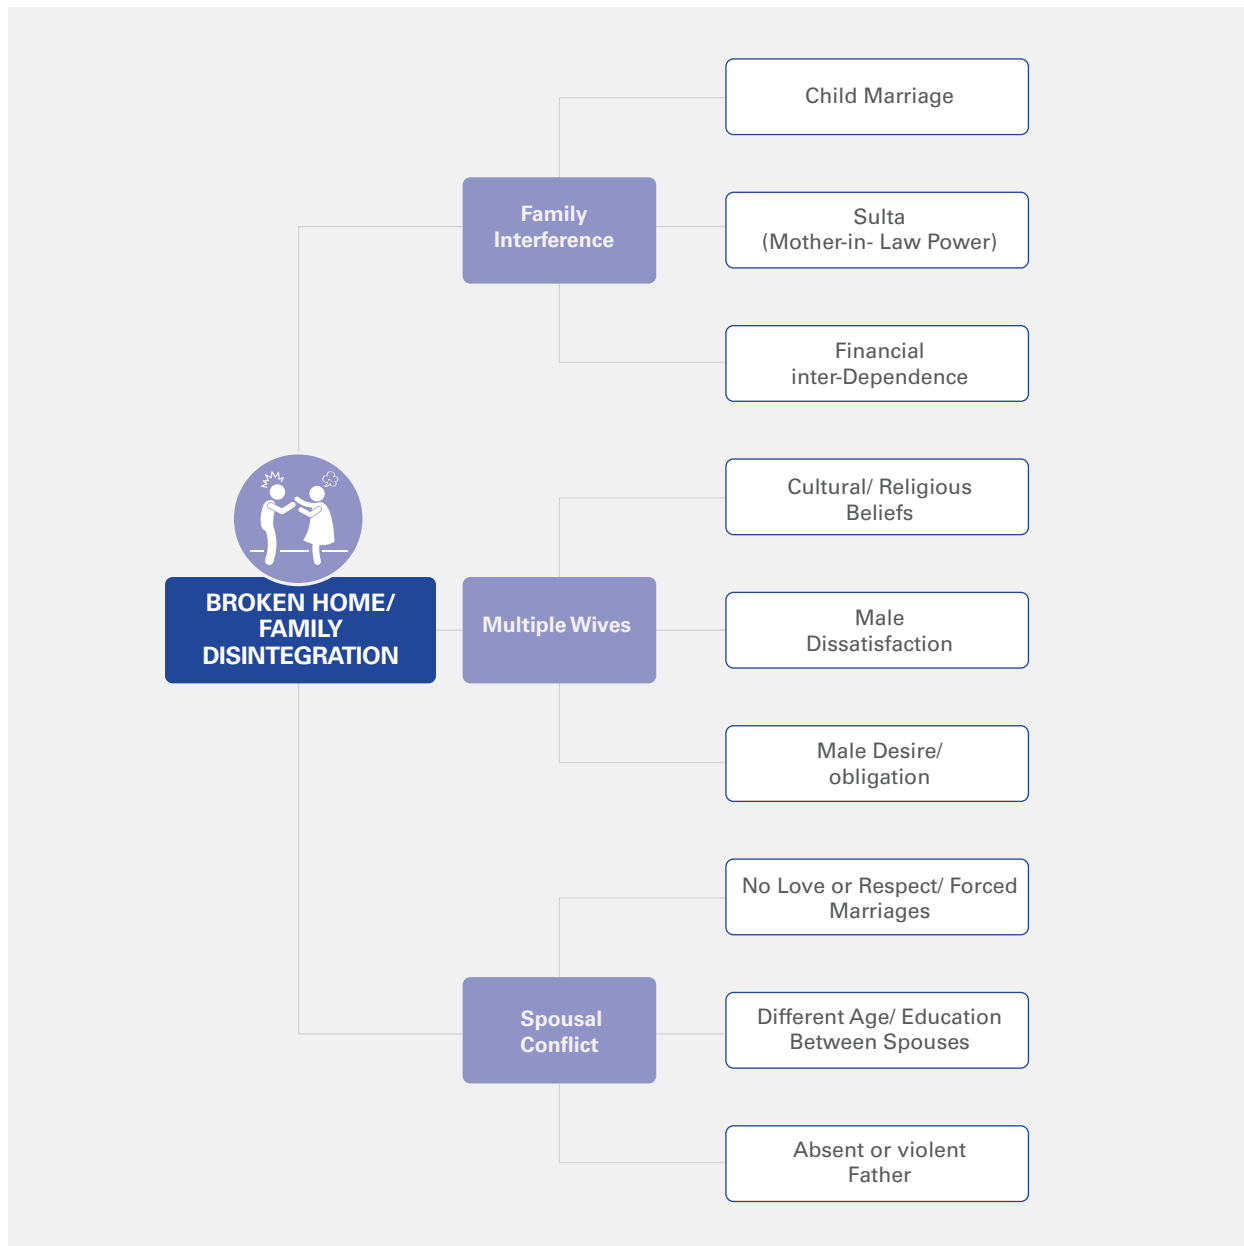 Child Marriage
Family
Interference
Sulta
(Mother-in- Law Power)
Financial
inter-Dependence
Cultural/ Religious
Beliefs
BROKEN HOME/
FAMILY
DISINTEGRATION
Multiple Wives
Male
Dissatisfaction
Male Desire/
obligation
No Love or Respect/ Forced
Marriages
Spousal
Conflict
Different Age/ Education
Between Spouses
Absent or violent
Father